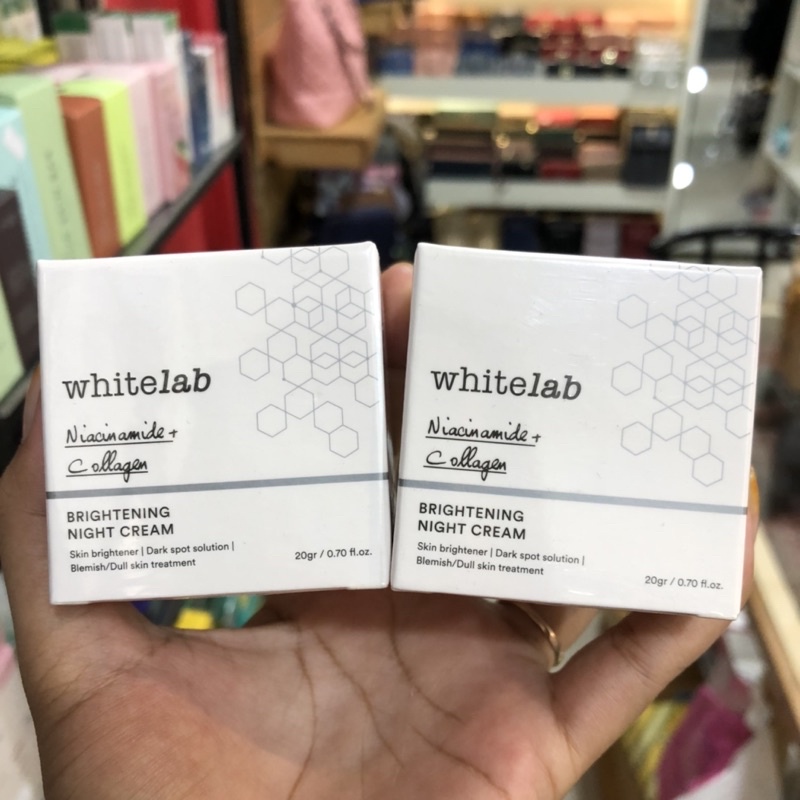 whitelab
Niacinamide +
Collagen
BRIGHTENING
NIGHT CREAM
Skin brightener | Dark spot solution |
Blemish/Dull skin treatment
20gr / 0.70 fl.oz.
whitelab
Niacinamide +
Collagen
BRIGHTENING
NIGHT CREAM
Skin brightener | Dark spot solution |
Blemish/Dull skin treatment
20gr / 0.70 fl.oz.